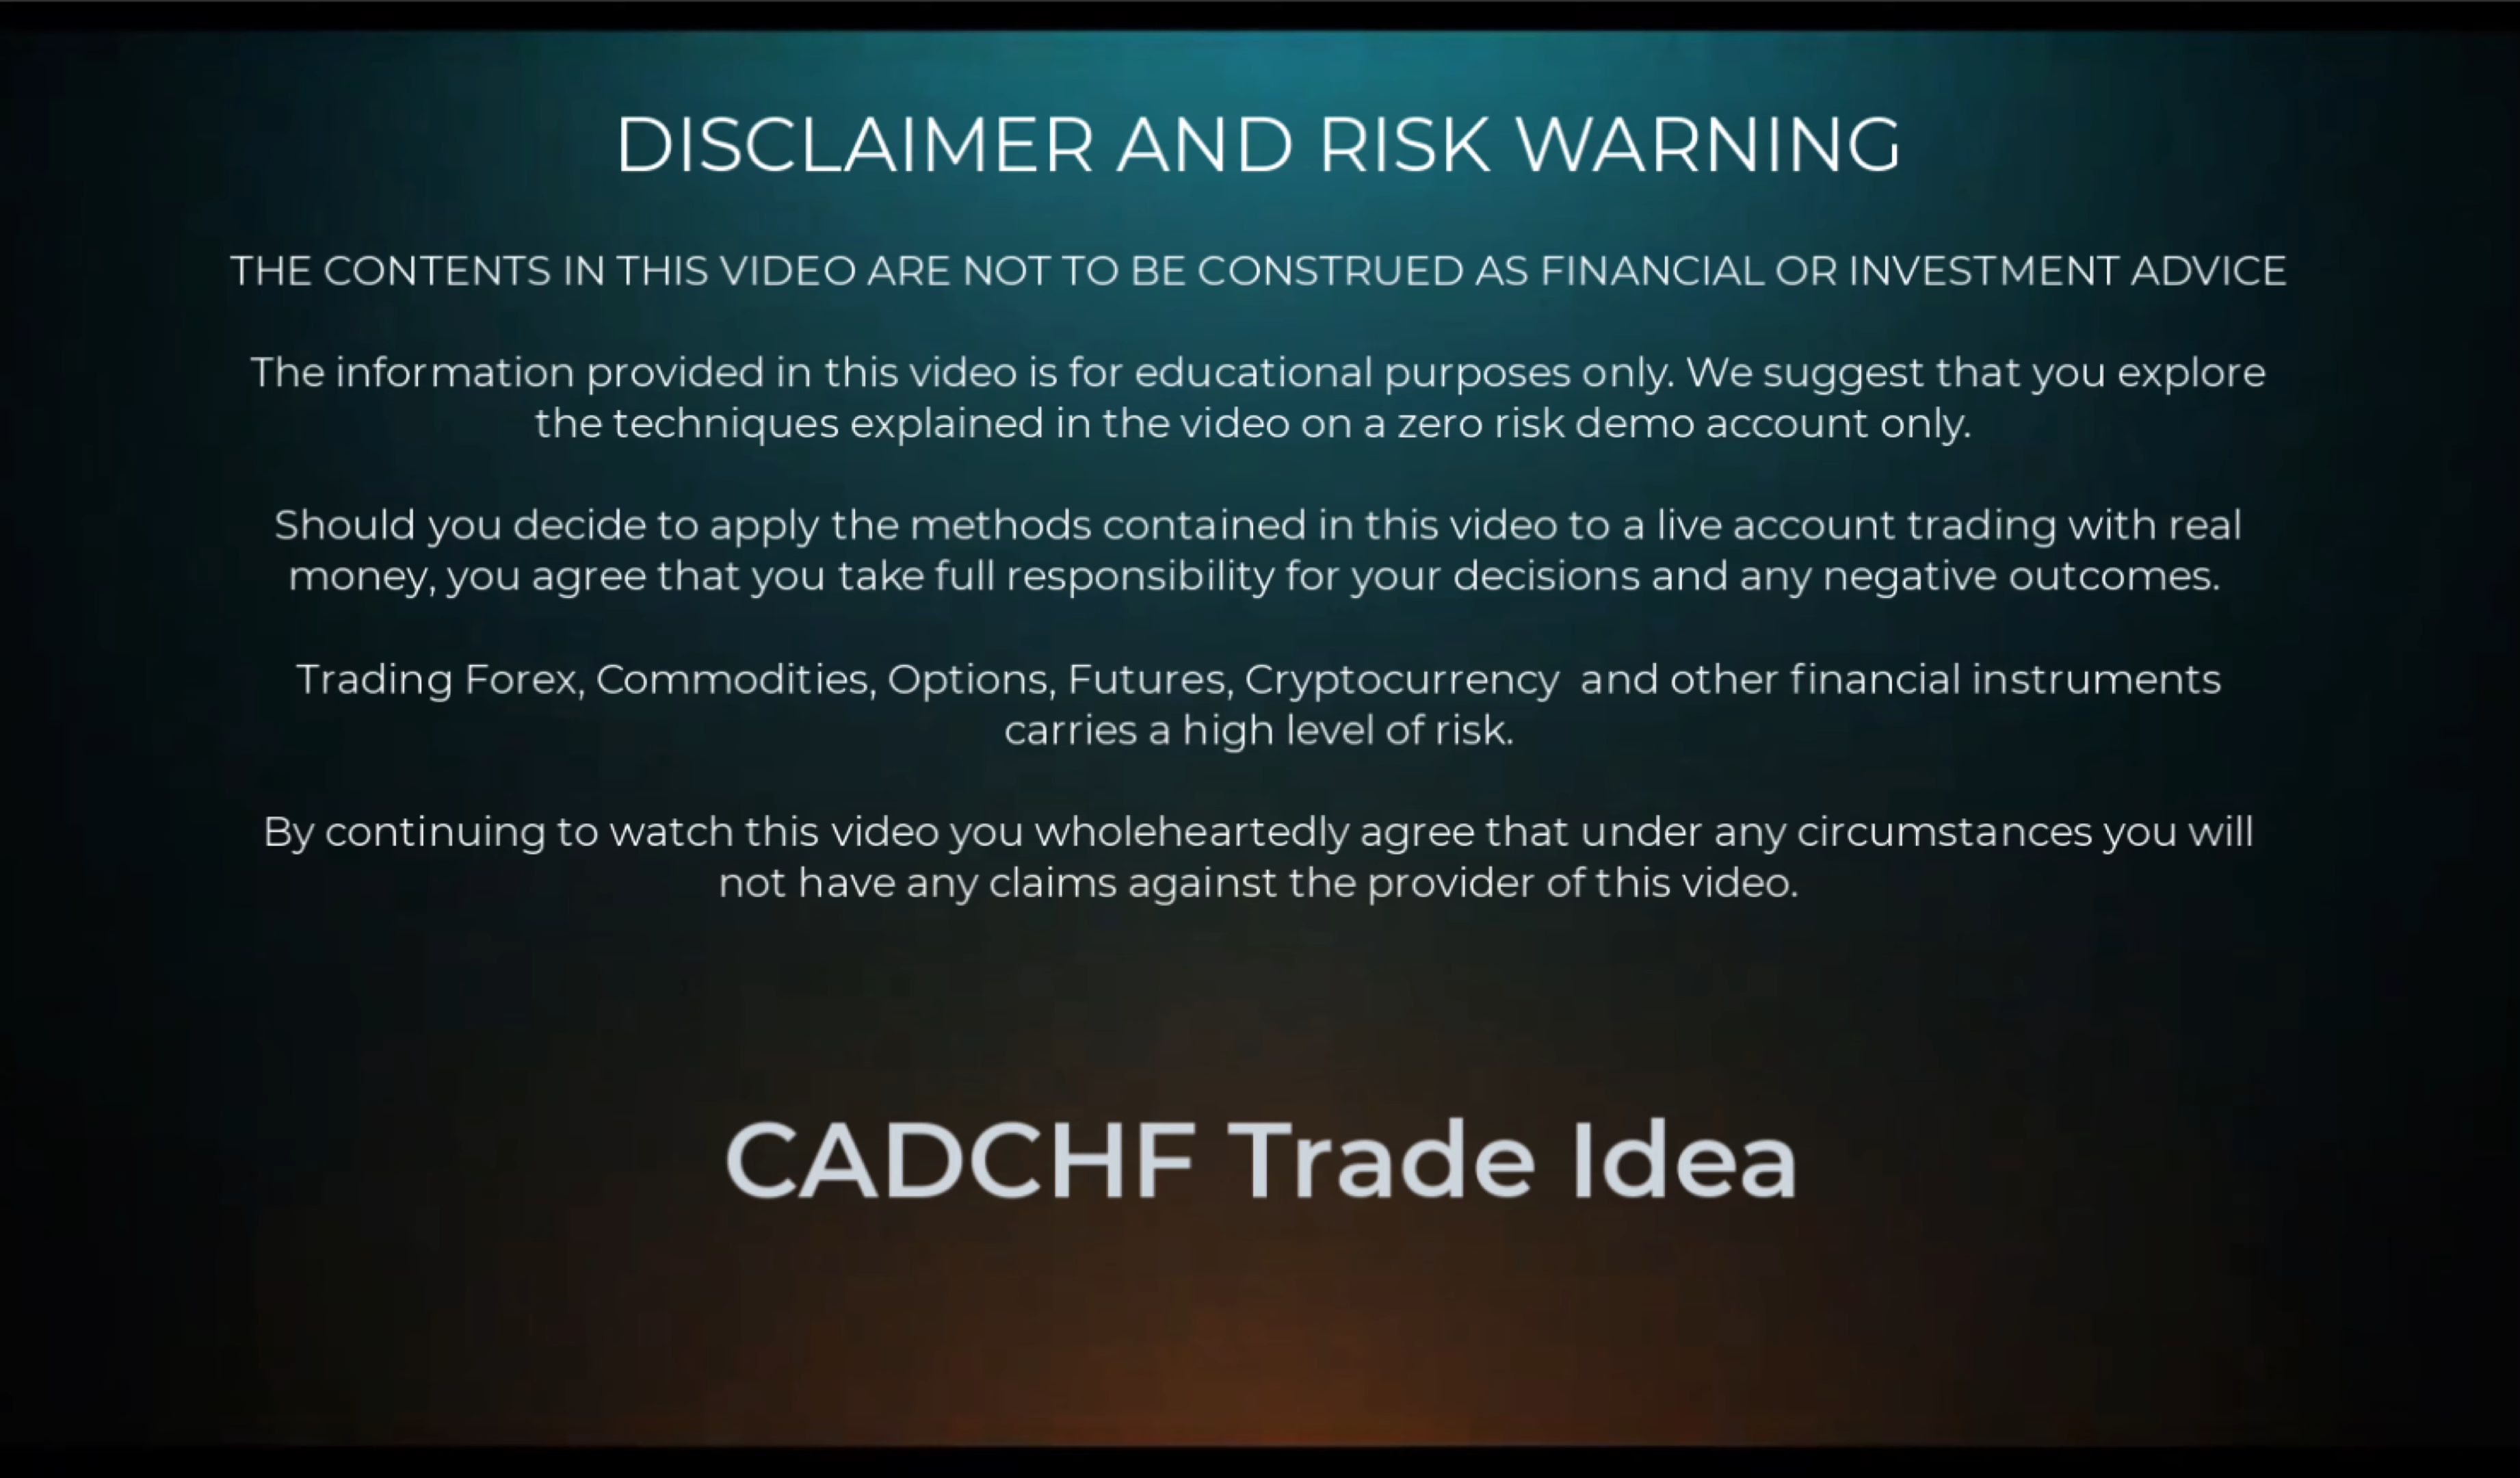 DISCLAIMER AND RISK WARNING
THE CONTENTS IN THIS VIDEO ARE NOT TO BE CONSTRUED AS FINANCIAL OR INVESTMENT ADVICE
The information provided in this video is for educational purposes only. We suggest that you explore
the techniques explained in the video on a zero risk demo account only.
Should you decide to apply the methods contained in this video to a live account trading with real
money, you agree that you take full responsibility for your decisions and any negative outcomes.
Trading Forex, Commodities, Options, Futures, Cryptocurrency  and other financial instruments
carries a high level of risk.
By continuing to watch this video you wholeheartedly agree that under any circumstances you will
not have any claims against the provider of this video.
CADCHF Trade Idea